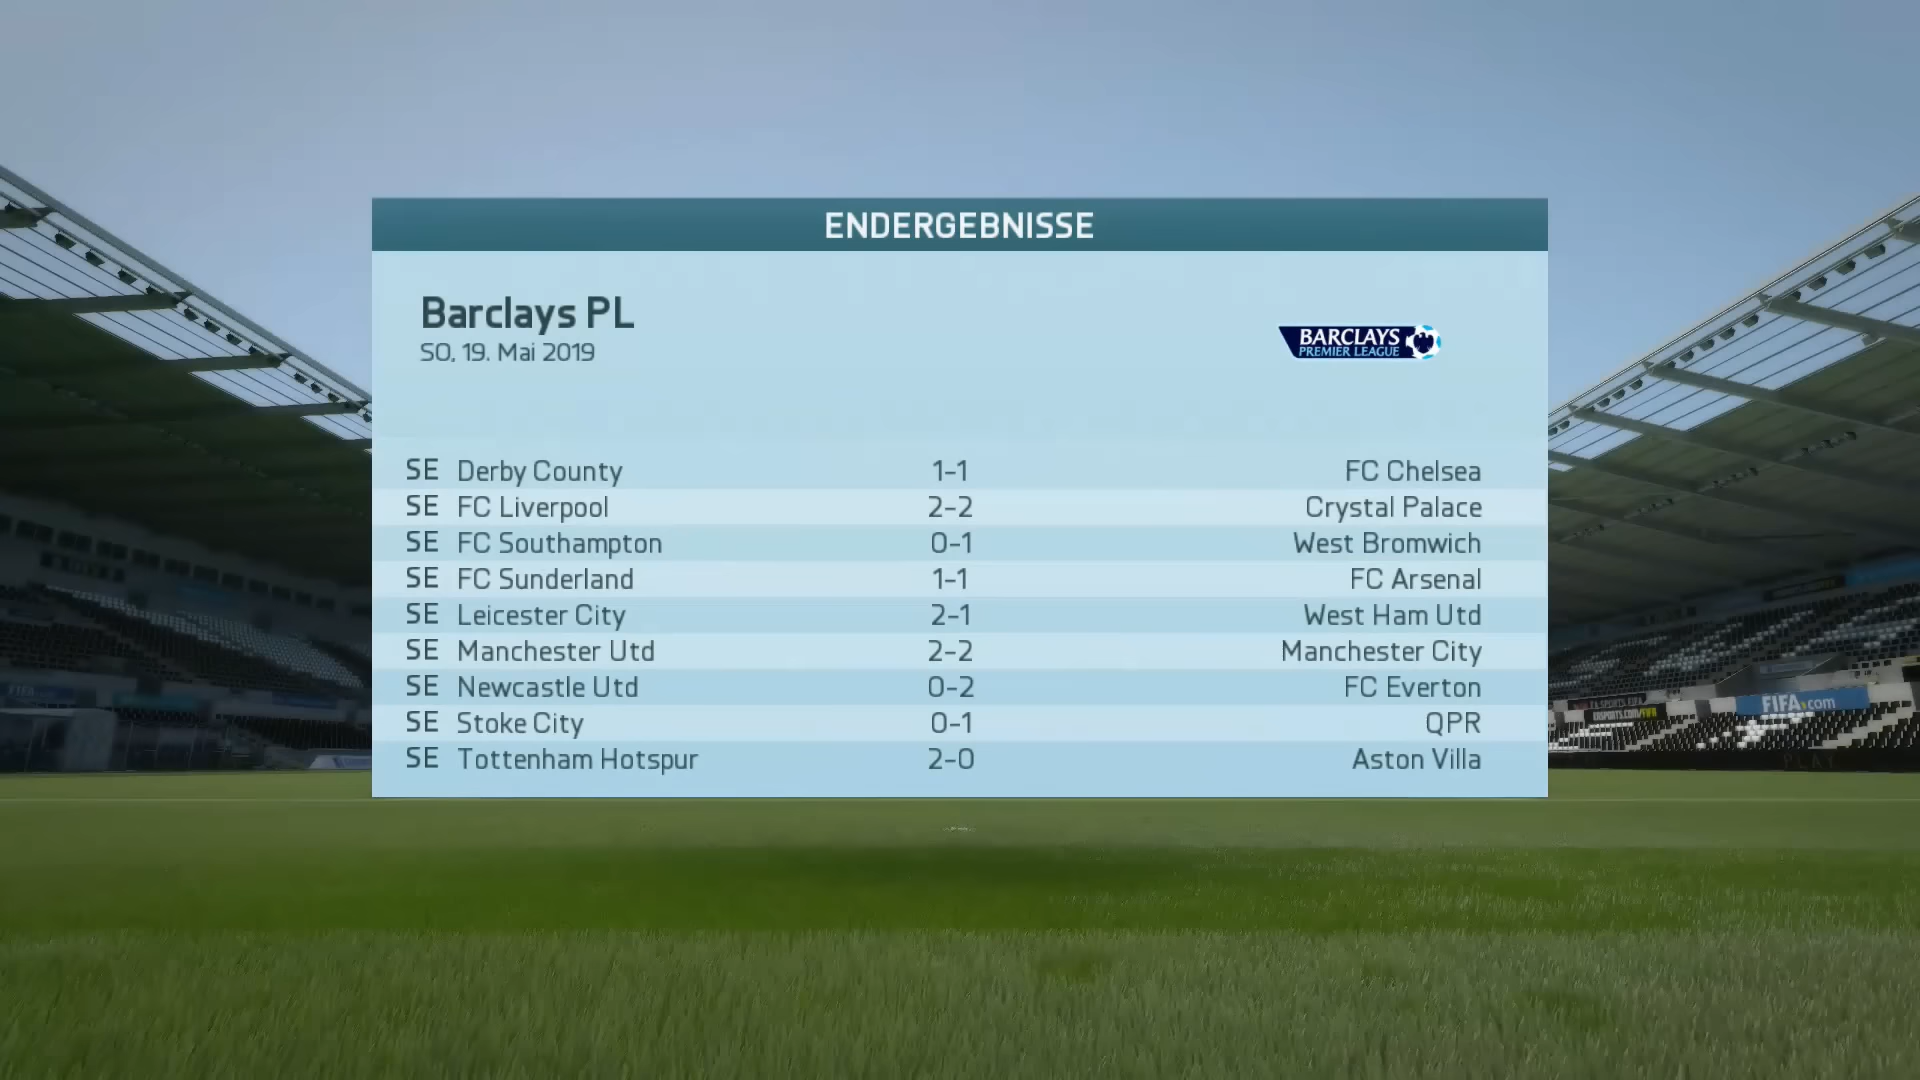 ENDERGEBNISSE
Barclays PL
SO, 19. Mai 2019
BARCLAYS
PREMIER LEAGUE
SE Derby County 1-1 FC Chelsea
SE FC Liverpool 2-2 Crystal Palace
SE FC Southampton 0-1 West Bromwich
SE FC Sunderland 1-1 FC Arsenal
SE Leicester City 2-1 West Ham Utd
SE Manchester Utd 2-2 Manchester City
SE Newcastle Utd 0-2 FC Everton
SE Stoke City 0-1 QPR
SE Tottenham Hotspur 2-0 Aston Villa
FIFA.com
PLAY